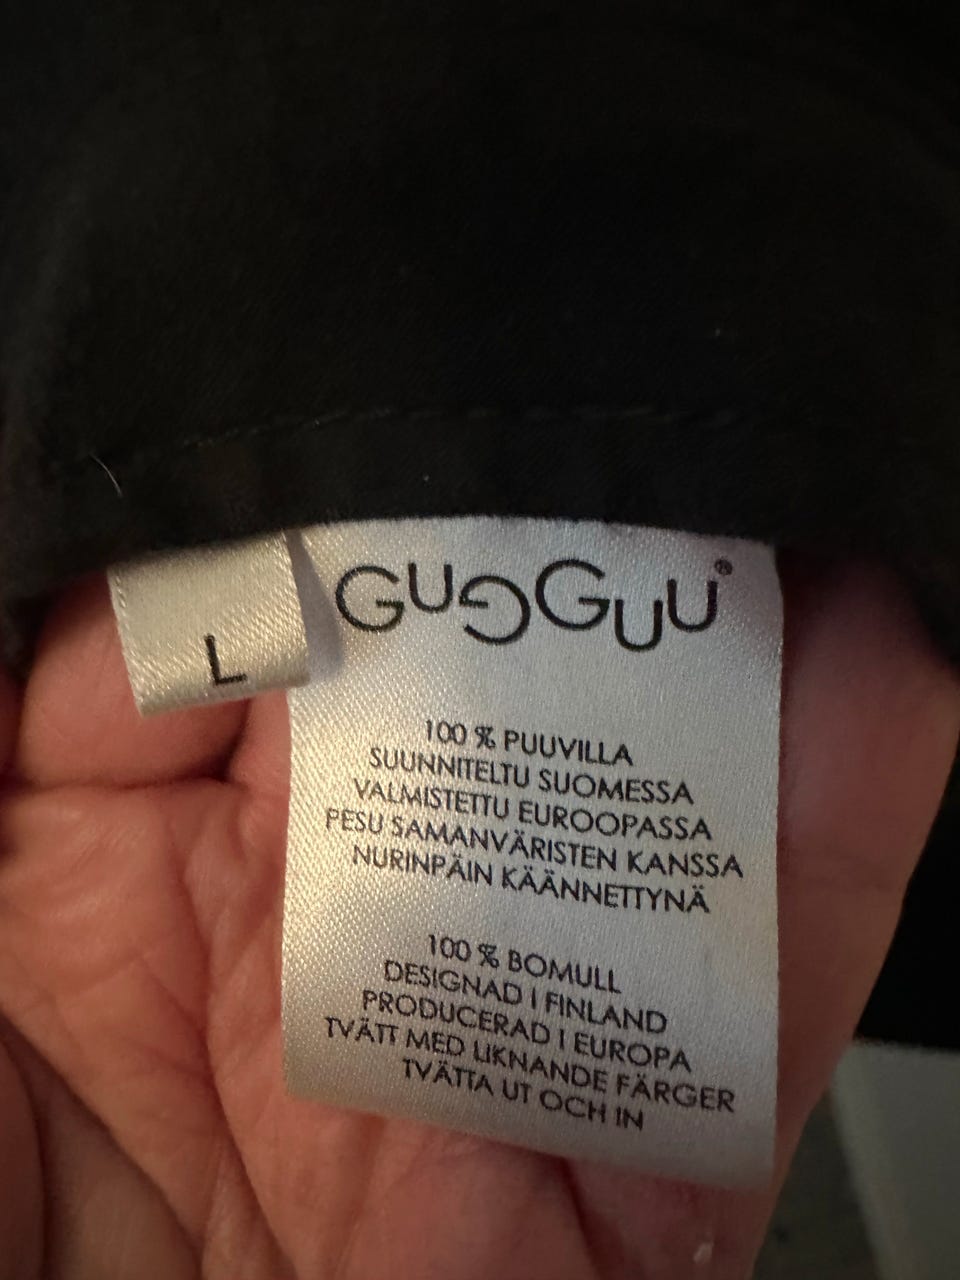 L
GUGGUU®
100 % PUUVILLA
SUUNNITELTU SUOMESSA
VALMISTETTU EUROOPASSA
PESU SAMANVÄRISTEN KANSSA
NURINPÄIN KÄÄNNETTYNÄ
100 % BOMULL
DESIGNAD I FINLAND
PRODUCERAD I EUROPA
TVÄTT MED LIKNANDE FÄRGER
TVÄTTA UT OCH IN